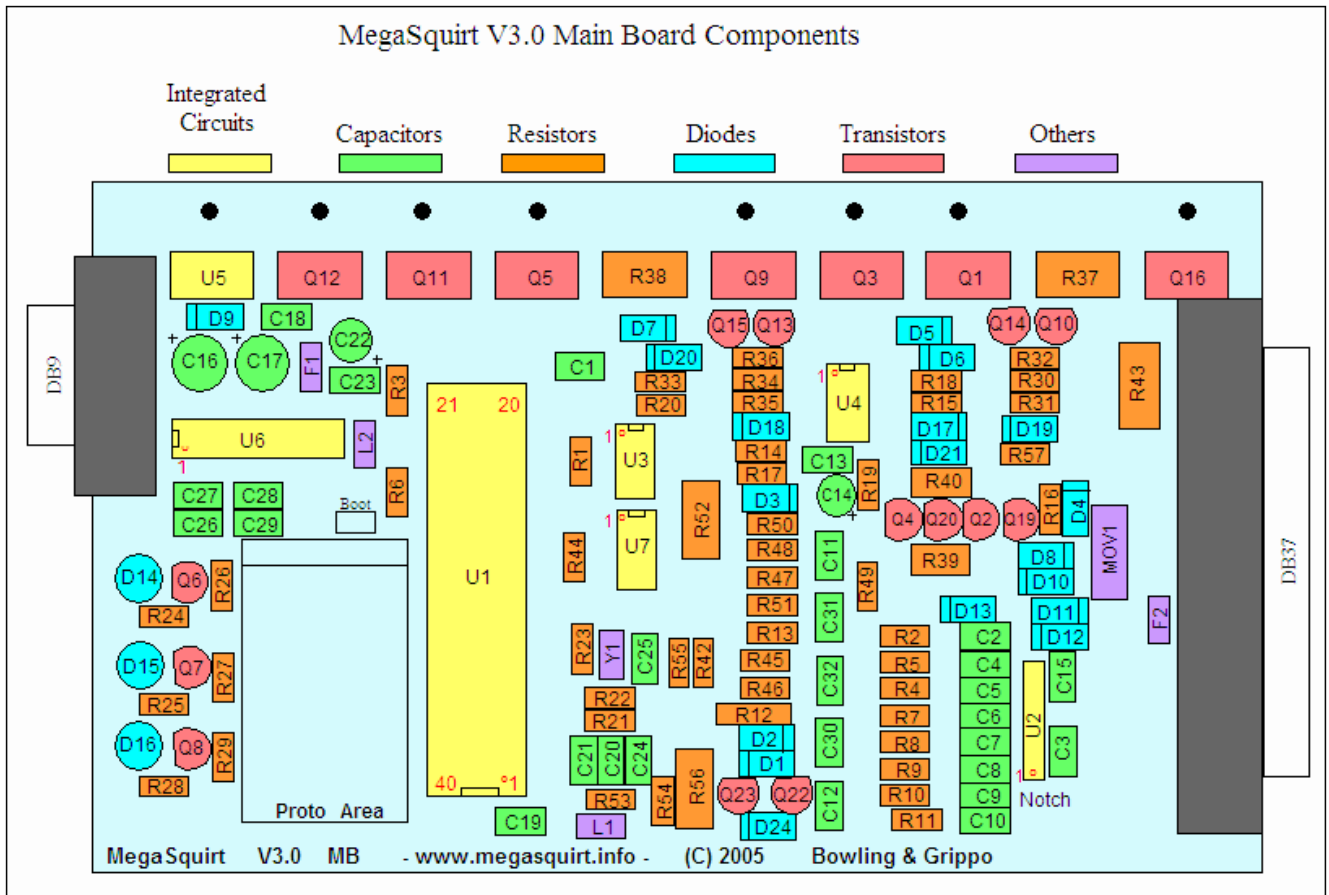 MegaSquirt V3.0 Main Board Components
Integrated
Circuits
Capacitors
Resistors
Diodes
Transistors
Others
U5
Q12
Q11
Q5
R38
Q9
Q3
Q1
R37
Q16
DB9
DB37
D9
C18
C16
C17
F1
C22
C23
R3
+
+
+
U6
1
L2
R6
C27
C28
C26
C29
Boot
D14
Q6
R26
R24
D15
Q7
R27
R25
D16
Q8
R29
R28
Proto Area
21
20
U1
40
1
C19
C1
R1
R44
R23
Y1
C25
R55
R42
R22
R21
C21
C20
C24
R53
L1
R54
R56
D7
D20
R33
R20
1
U3
1
U7
R52
Q15
Q13
R36
R34
R35
D18
R14
R17
D3
R50
R48
R47
R51
R13
R45
R46
R12
D2
D1
Q23
Q22
D24
1
U4
C13
C14
+
R19
C11
R49
C31
C32
C30
C12
D5
D6
R18
R15
D17
D21
R40
Q4
Q20
Q2
Q19
R39
Q14
Q10
R32
R30
R31
D19
R57
R43
R16
D4
MOV1
D8
D10
D11
D12
D13
F2
R2
R5
R4
R7
R8
R9
R10
R11
C2
C4
C5
C6
C7
C8
C9
C10
U2
1
Notch
C15
C3
MegaSquirt V3.0 MB - www.megasquirt.info - (C) 2005 Bowling & Grippo